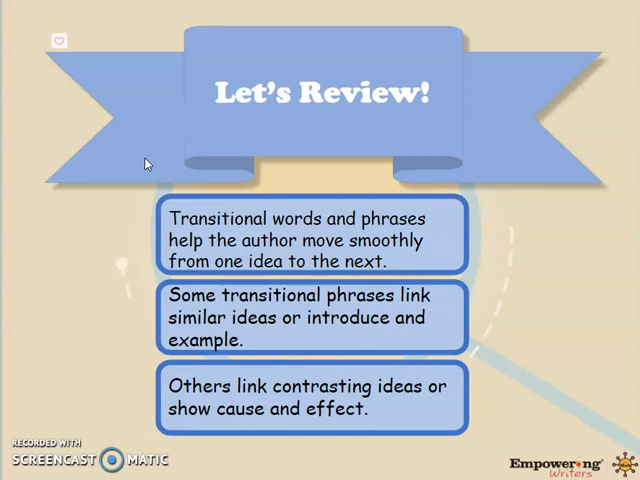 Let's Review!
Transitional words and phrases
help the author move smoothly
from one idea to the next.
Some transitional phrases link
similar ideas or introduce and
example.
Others link contrasting ideas or
show cause and effect.
RECORDED WITH
SCREENCAST MATIC
Empowering
Writers